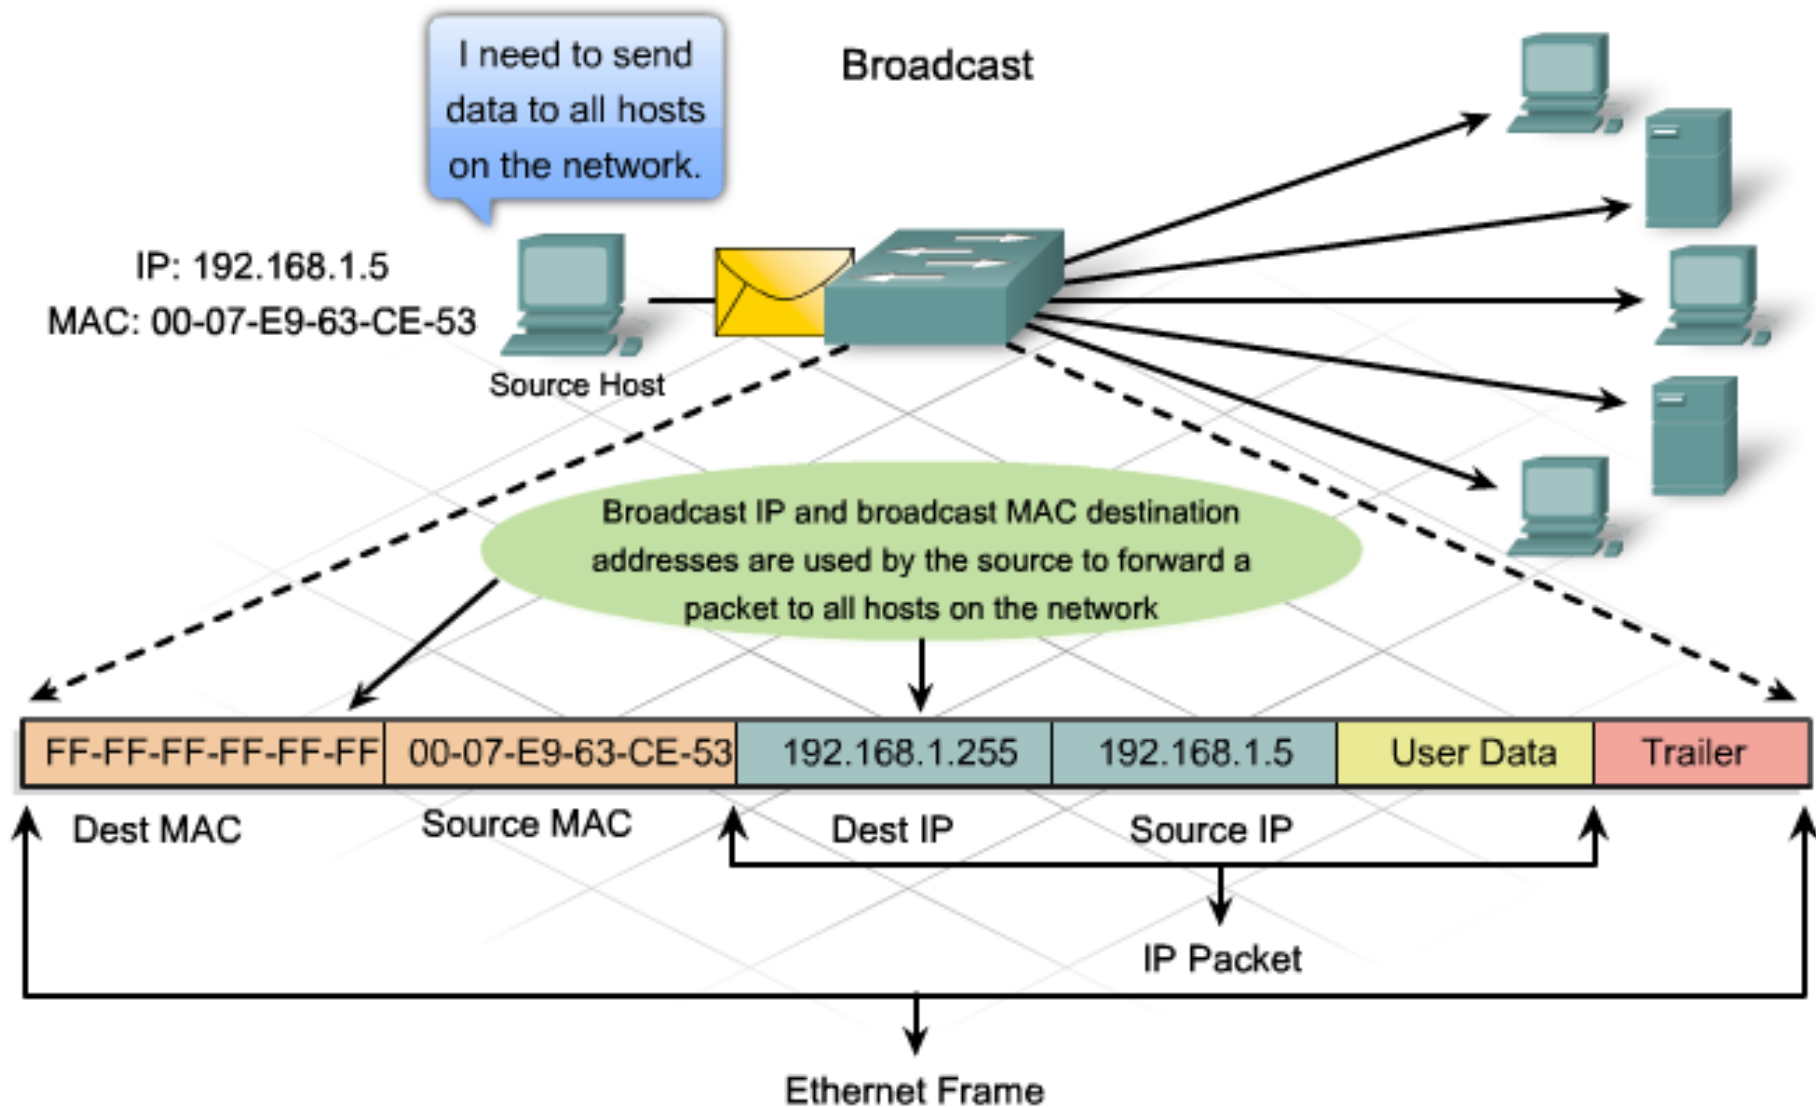 I need to send
data to all hosts
on the network.
Broadcast
IP: 192.168.1.5
MAC: 00-07-E9-63-CE-53
Source Host
Broadcast IP and broadcast MAC destination
addresses are used by the source to forward a
packet to all hosts on the network
FF-FF-FF-FF-FF-FF 00-07-E9-63-CE-53 192.168.1.255 192.168.1.5 User Data Trailer
Dest MAC Source MAC Dest IP Source IP
IP Packet
Ethernet Frame